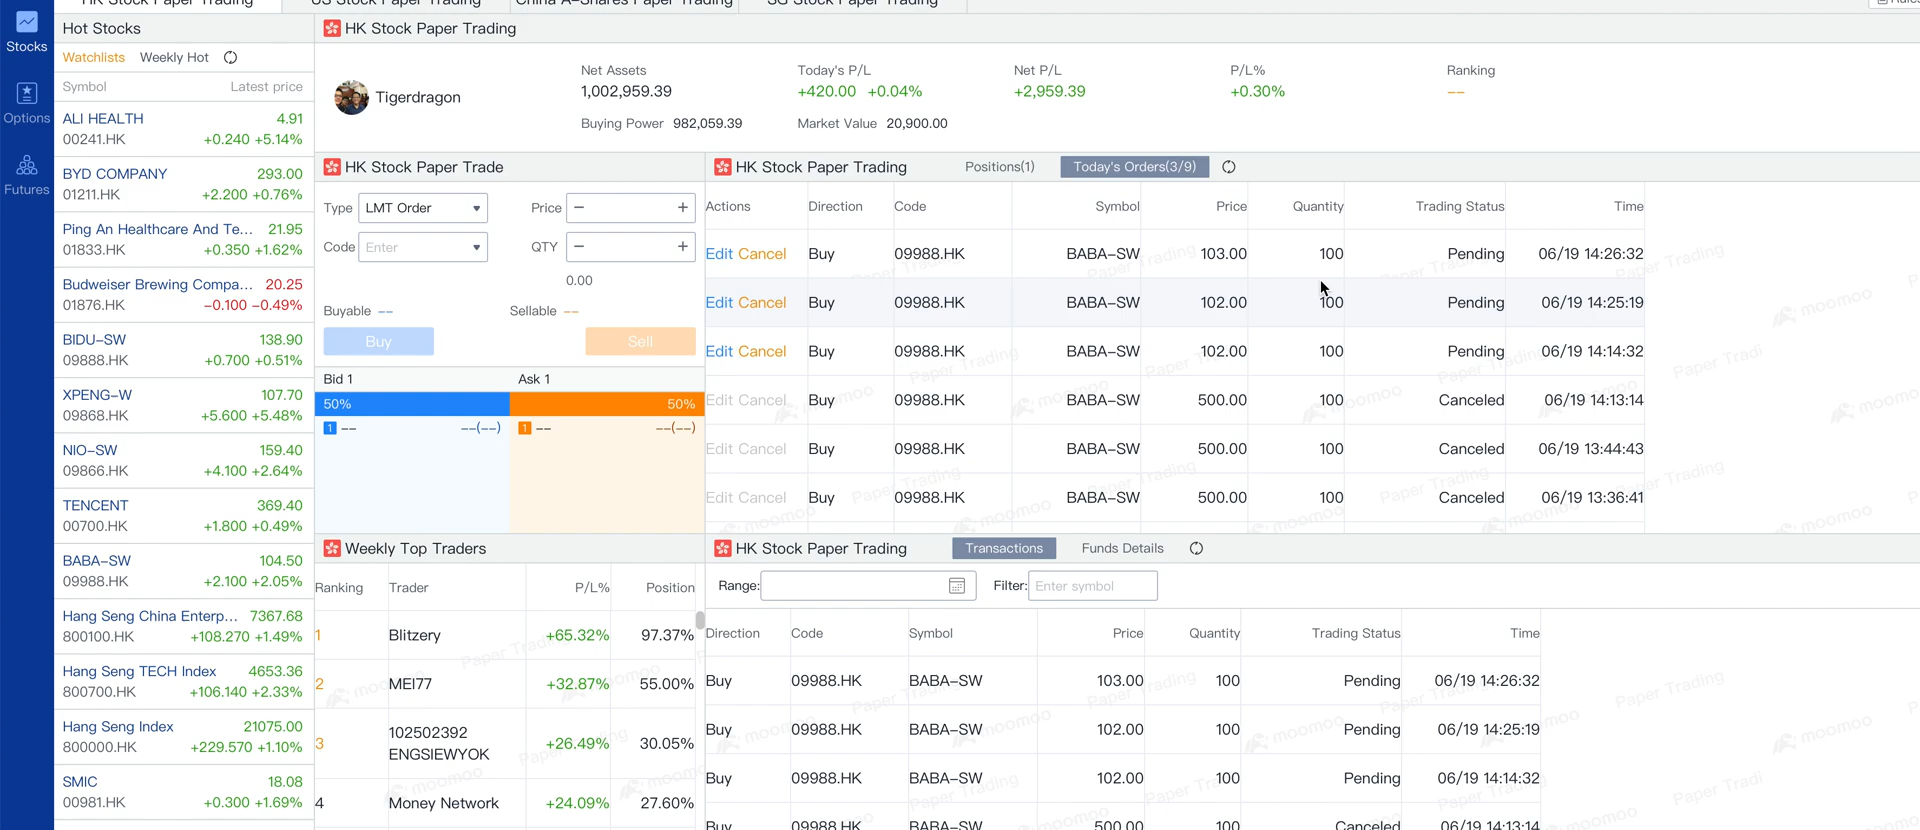 HK Stock Paper Trading US Stock Paper Trading China A-Shares Paper Trading SG Stock Paper Trading
Stocks
Options
Futures
Hot Stocks
Watchlists Weekly Hot
Symbol Latest price
ALI HEALTH 4.91
00241.HK +0.240 +5.14%
BYD COMPANY 293.00
01211.HK +2.200 +0.76%
Ping An Healthcare And Te... 21.95
01833.HK +0.350 +1.62%
Budweiser Brewing Compa... 20.25
01876.HK −0.100 −0.49%
BIDU−SW 138.90
09888.HK +0.700 +0.51%
XPENG−W 107.70
09868.HK +5.600 +5.48%
NIO−SW 159.40
09866.HK +4.100 +2.64%
TENCENT 369.40
00700.HK +1.800 +0.49%
BABA−SW 104.50
09988.HK +2.100 +2.05%
Hang Seng China Enterp... 7367.68
800100.HK +108.270 +1.49%
Hang Seng TECH Index 4653.36
800700.HK +106.140 +2.33%
Hang Seng Index 21075.00
800000.HK +229.570 +1.10%
SMIC 18.08
00981.HK +0.300 +1.69%
HK Stock Paper Trading
Tigerdragon
Net Assets Today's P/L Net P/L P/L% Ranking
1,002,959.39 +420.00 +0.04% +2,959.39 +0.30% −−
Buying Power 982,059.39 Market Value 20,900.00
HK Stock Paper Trade
Type LMT Order Price − +
Code Enter QTY − +
0.00
Buyable −− Sellable −−
Buy Sell
Bid 1 Ask 1
50% 50%
1 −− −−(−−) 1 −− −−(−−)
HK Stock Paper Trading Positions(1) Today's Orders(3/9)
Actions Direction Code Symbol Price Quantity Trading Status Time
Edit Cancel Buy 09988.HK BABA−SW 103.00 100 Pending 06/19 14:26:32
Edit Cancel Buy 09988.HK BABA−SW 102.00 100 Pending 06/19 14:25:19
Edit Cancel Buy 09988.HK BABA−SW 102.00 100 Pending 06/19 14:14:32
Edit Cancel Buy 09988.HK BABA−SW 500.00 100 Canceled 06/19 14:13:14
Edit Cancel Buy 09988.HK BABA−SW 500.00 100 Canceled 06/19 13:44:43
Edit Cancel Buy 09988.HK BABA−SW 500.00 100 Canceled 06/19 13:36:41
Weekly Top Traders
Ranking Trader P/L% Position
1 Blitzery +65.32% 97.37%
2 MEI77 +32.87% 55.00%
3 102502392 ENGSIEWYOK +26.49% 30.05%
4 Money Network +24.09% 27.60%
HK Stock Paper Trading Transactions Funds Details
Range: Filter: Enter symbol
Direction Code Symbol Price Quantity Trading Status Time
Buy 09988.HK BABA−SW 103.00 100 Pending 06/19 14:26:32
Buy 09988.HK BABA−SW 102.00 100 Pending 06/19 14:25:19
Buy 09988.HK BABA−SW 102.00 100 Pending 06/19 14:14:32
Buy 09988.HK BABA−SW 500.00 100 Canceled 06/19 14:13:14
Paper Trading
moomoo